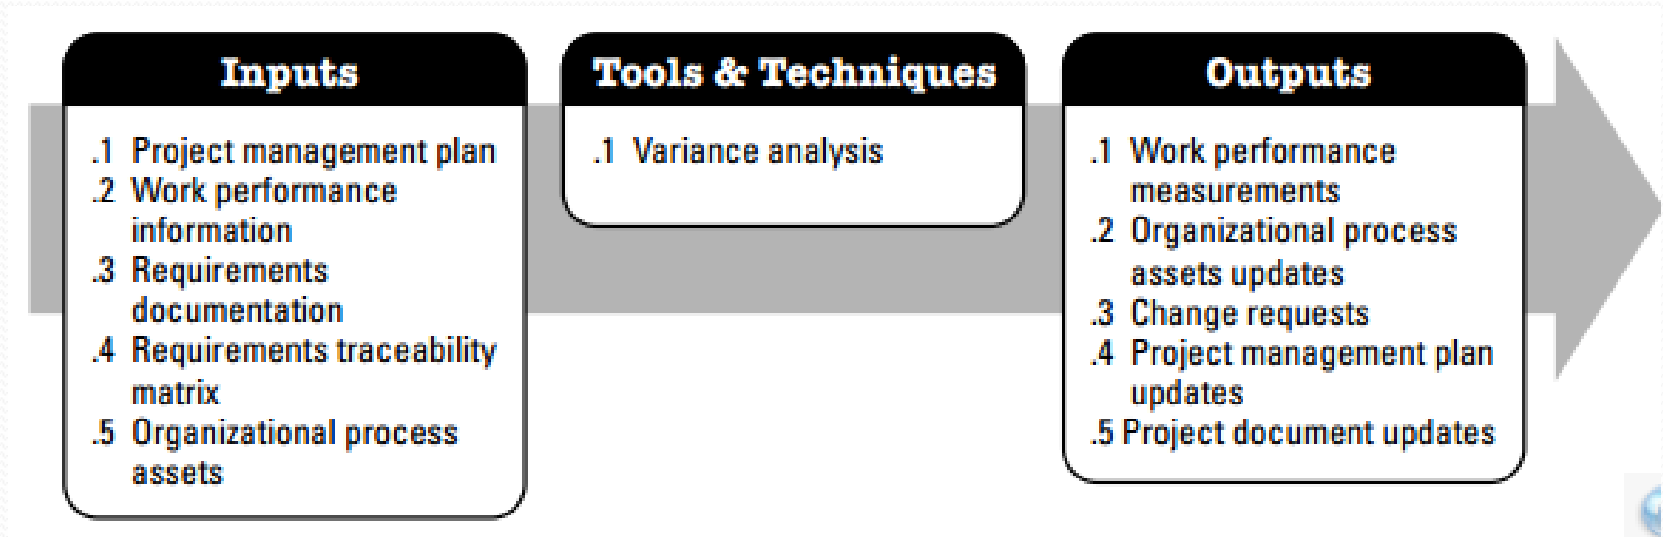 Inputs
.1 Project management plan
.2 Work performance
information
.3 Requirements
documentation
.4 Requirements traceability
matrix
.5 Organizational process
assets
Tools & Techniques
.1 Variance analysis
Outputs
.1 Work performance
measurements
.2 Organizational process
assets updates
.3 Change requests
.4 Project management plan
updates
.5 Project document updates